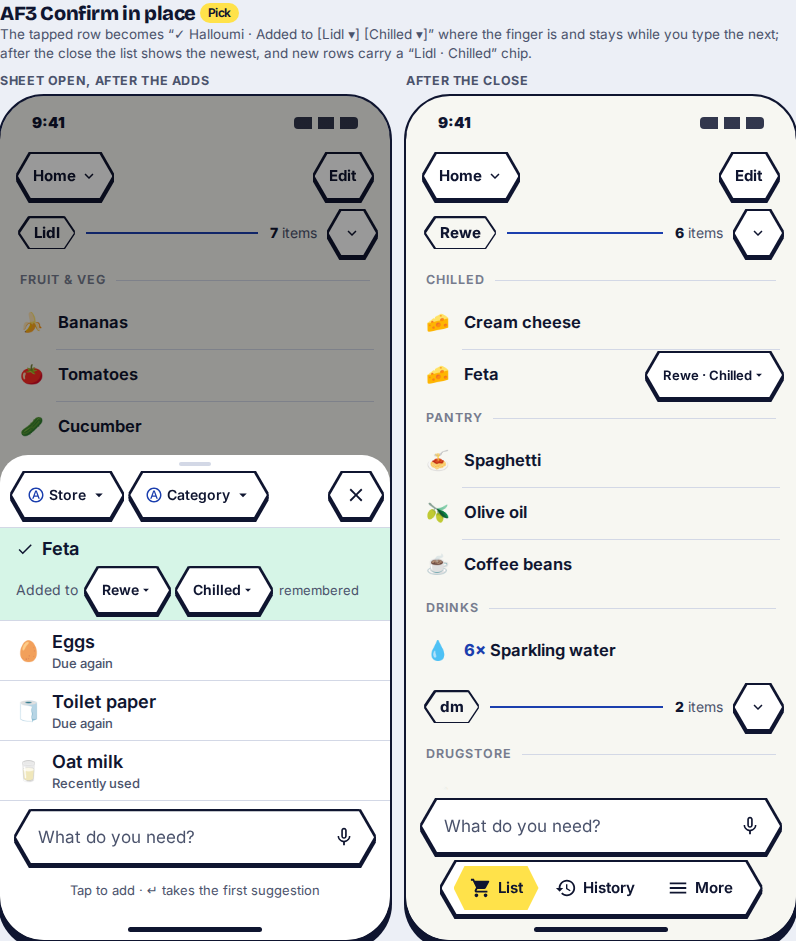 AF3 Confirm in place Pick
The tapped row becomes “✓ Halloumi · Added to [Lidl ▾] [Chilled ▾]” where the finger is and stays while you type the next;
after the close the list shows the newest, and new rows carry a “Lidl · Chilled” chip.
SHEET OPEN, AFTER THE ADDS
9:41
Home
Edit
Lidl
7 items
FRUIT & VEG
Bananas
Tomatoes
Cucumber
A Store
A Category
Feta
Added to Rewe Chilled remembered
Eggs
Due again
Toilet paper
Due again
Oat milk
Recently used
What do you need?
Tap to add · ↵ takes the first suggestion
AFTER THE CLOSE
9:41
Home
Edit
Rewe
6 items
CHILLED
Cream cheese
Feta
Rewe · Chilled
PANTRY
Spaghetti
Olive oil
Coffee beans
DRINKS
6× Sparkling water
dm
2 items
DRUGSTORE
What do you need?
List
History
More